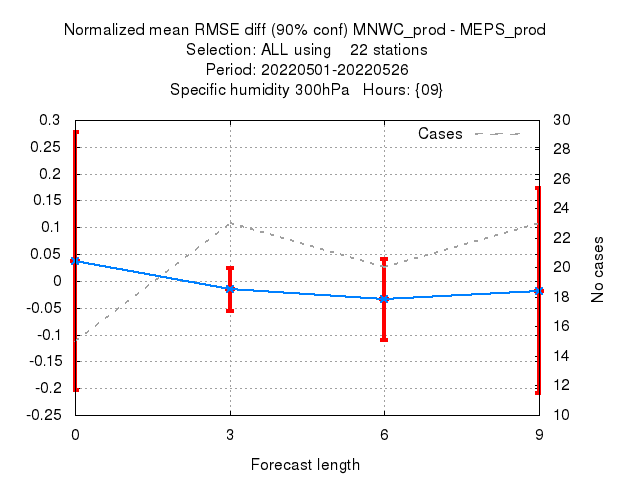 Normalized mean RMSE diff (90% conf) MNWC_prod - MEPS_prod
Selection: ALL using    22 stations
Period: 20220501-20220526
Specific humidity 300hPa   Hours: {09}
Cases
0.3
0.25
0.2
0.15
0.1
0.05
0
-0.05
-0.1
-0.15
-0.2
-0.25
30
28
26
24
22
20
18
16
14
12
10
No cases
0 3 6 9
Forecast length